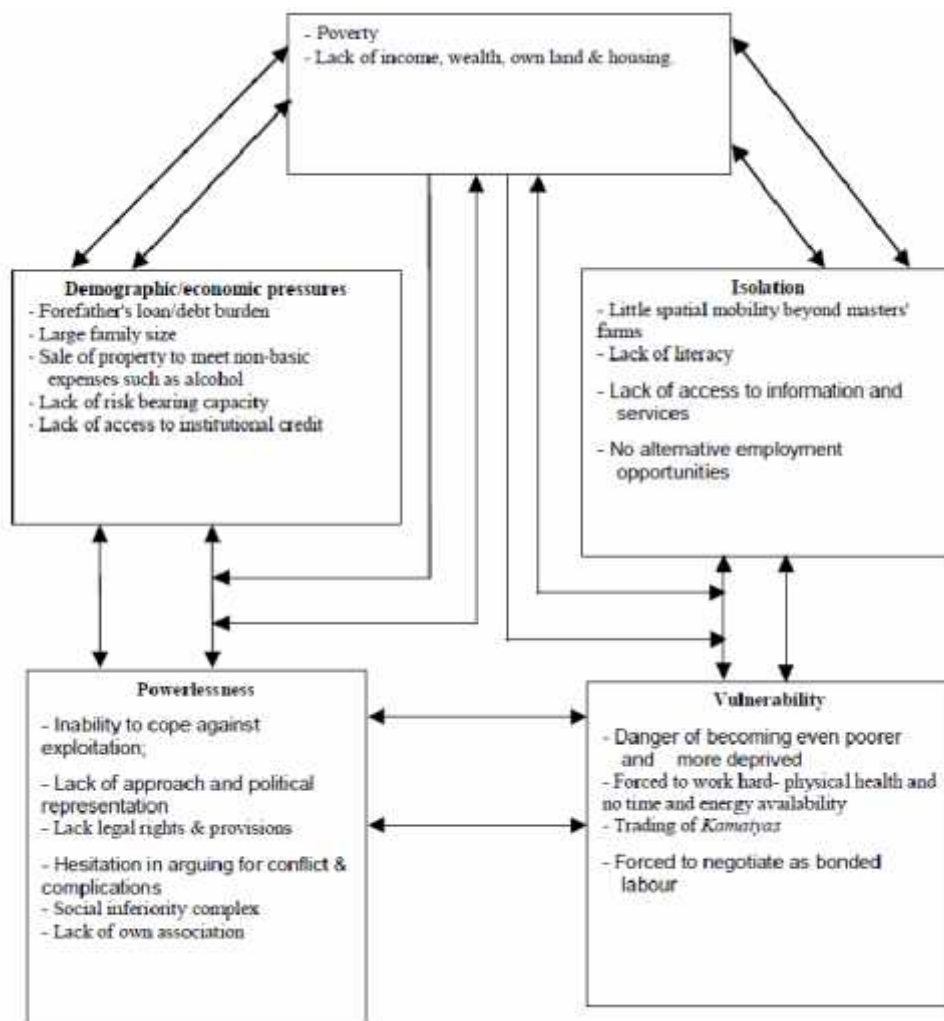 - Poverty
- Lack of income, wealth, own land & housing.
Demographic/economic pressures
- Forefather's loan/debt burden
- Large family size
- Sale of property to meet non-basic
expenses such as alcohol
- Lack of risk bearing capacity
- Lack of access to institutional credit
Isolation
- Little spatial mobility beyond masters'
farms
- Lack of literacy
- Lack of access to information and
services
- No alternative employment
opportunities
Powerlessness
- Inability to cope against
exploitation;
- Lack of approach and political
representation
- Lack legal rights & provisions
- Hesitation in arguing for conflict &
complications
- Social inferiority complex
- Lack of own association
Vulnerability
- Danger of becoming even poorer
and more deprived
- Forced to work hard- physical health and
no time and energy availability
- Trading of Kamaiyas
- Forced to negotiate as bonded
labour